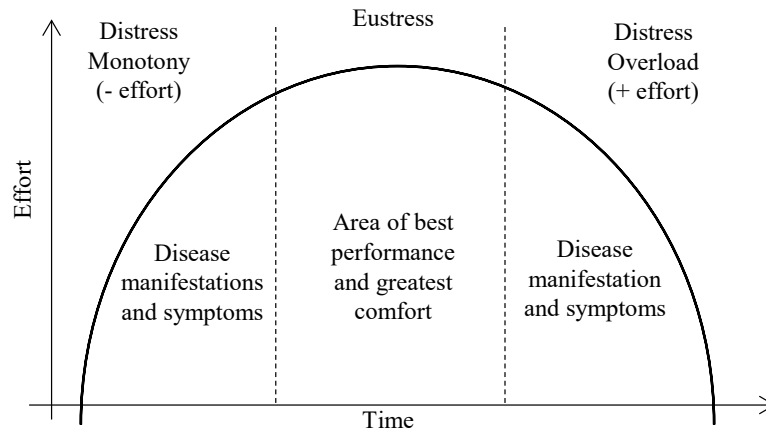 Distress
Monotony
(- effort)
Eustress
Distress
Overload
(+ effort)
Effort
Disease
manifestations
and symptoms
Area of best
performance
and greatest
comfort
Disease
manifestation
and symptoms
Time